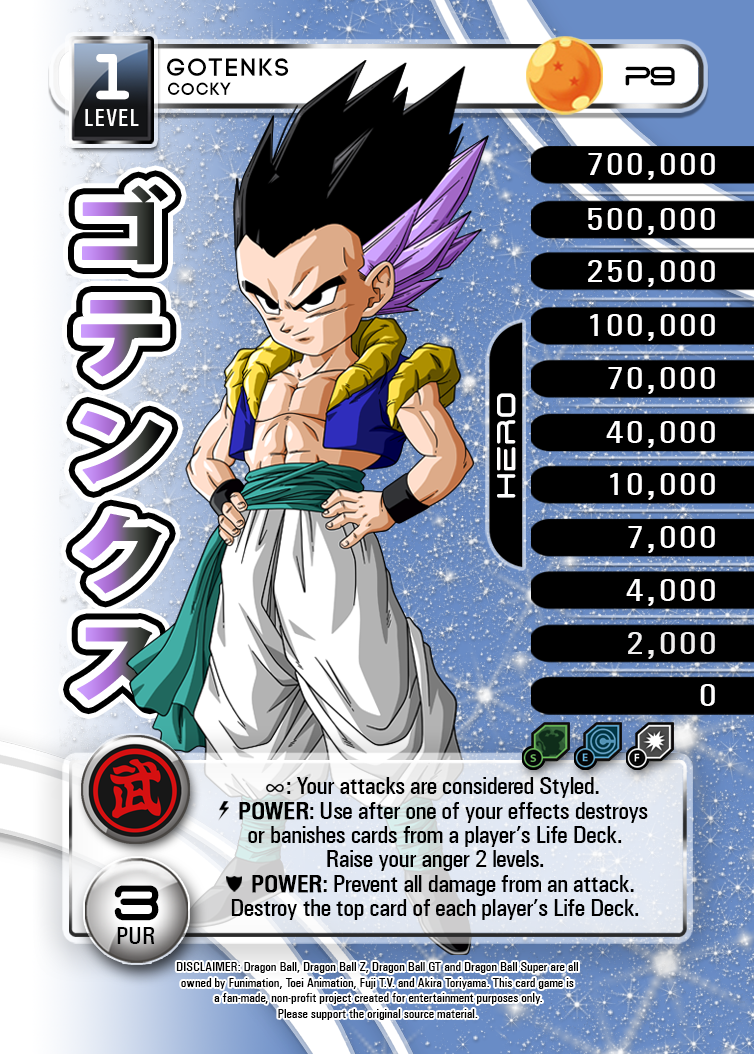 1
LEVEL
GOTENKS
COCKY
P9
ゴテンクス
700,000
500,000
250,000
100,000
70,000
40,000
10,000
7,000
4,000
2,000
0
HERO
S E F
武
3
PUR
∞: Your attacks are considered Styled.
POWER: Use after one of your effects destroys
or banishes cards from a player's Life Deck.
Raise your anger 2 levels.
POWER: Prevent all damage from an attack.
Destroy the top card of each player's Life Deck.
DISCLAIMER: Dragon Ball, Dragon Ball Z, Dragon Ball GT and Dragon Ball Super are all
owned by Funimation, Toei Animation, Fuji T.V. and Akira Toriyama. This card game is
a fan-made, non-profit project created for entertainment purposes only.
Please support the original source material.